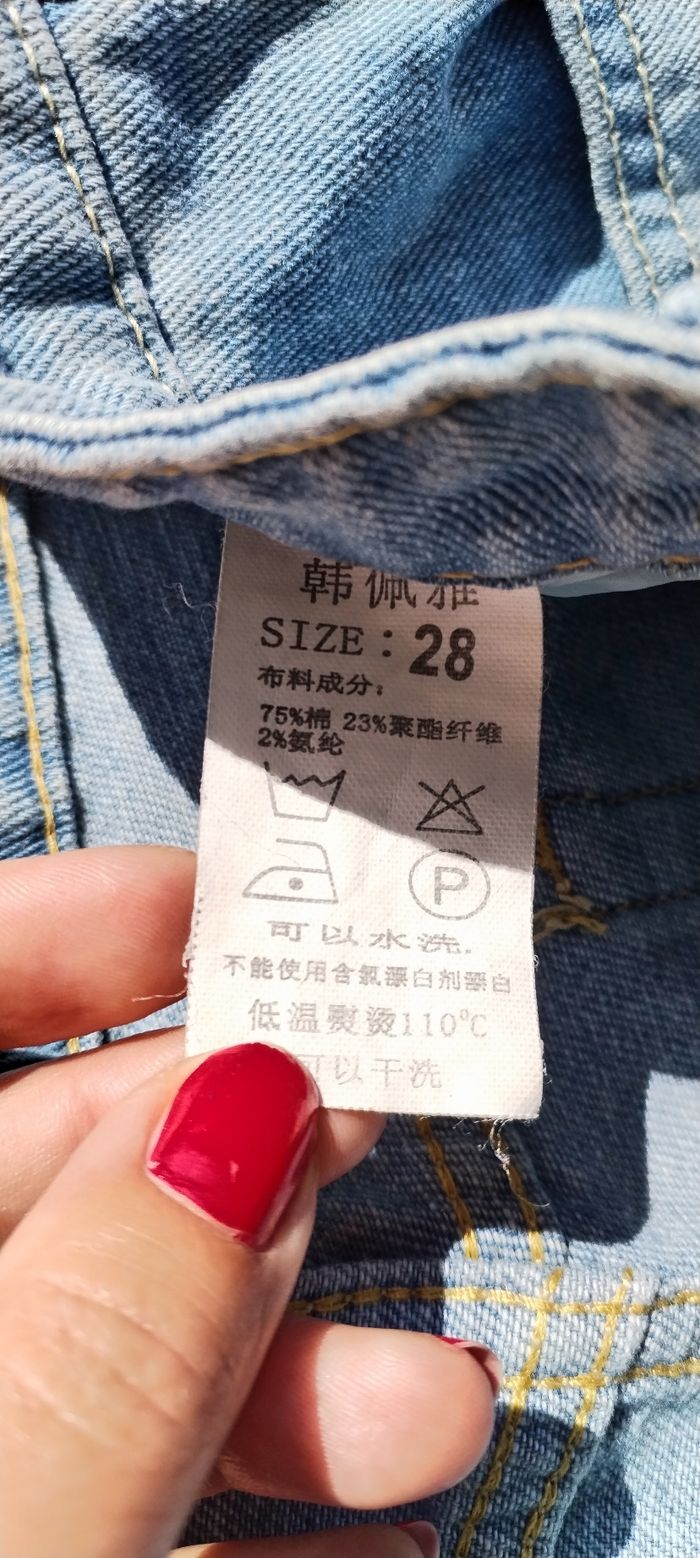 韩佩雅
SIZE：28
布料成分：
75%棉 23%聚酯纤维
2%氨纶
P
可以水洗.
不能使用含氯漂白剂漂白
低温熨烫110℃
可以干洗